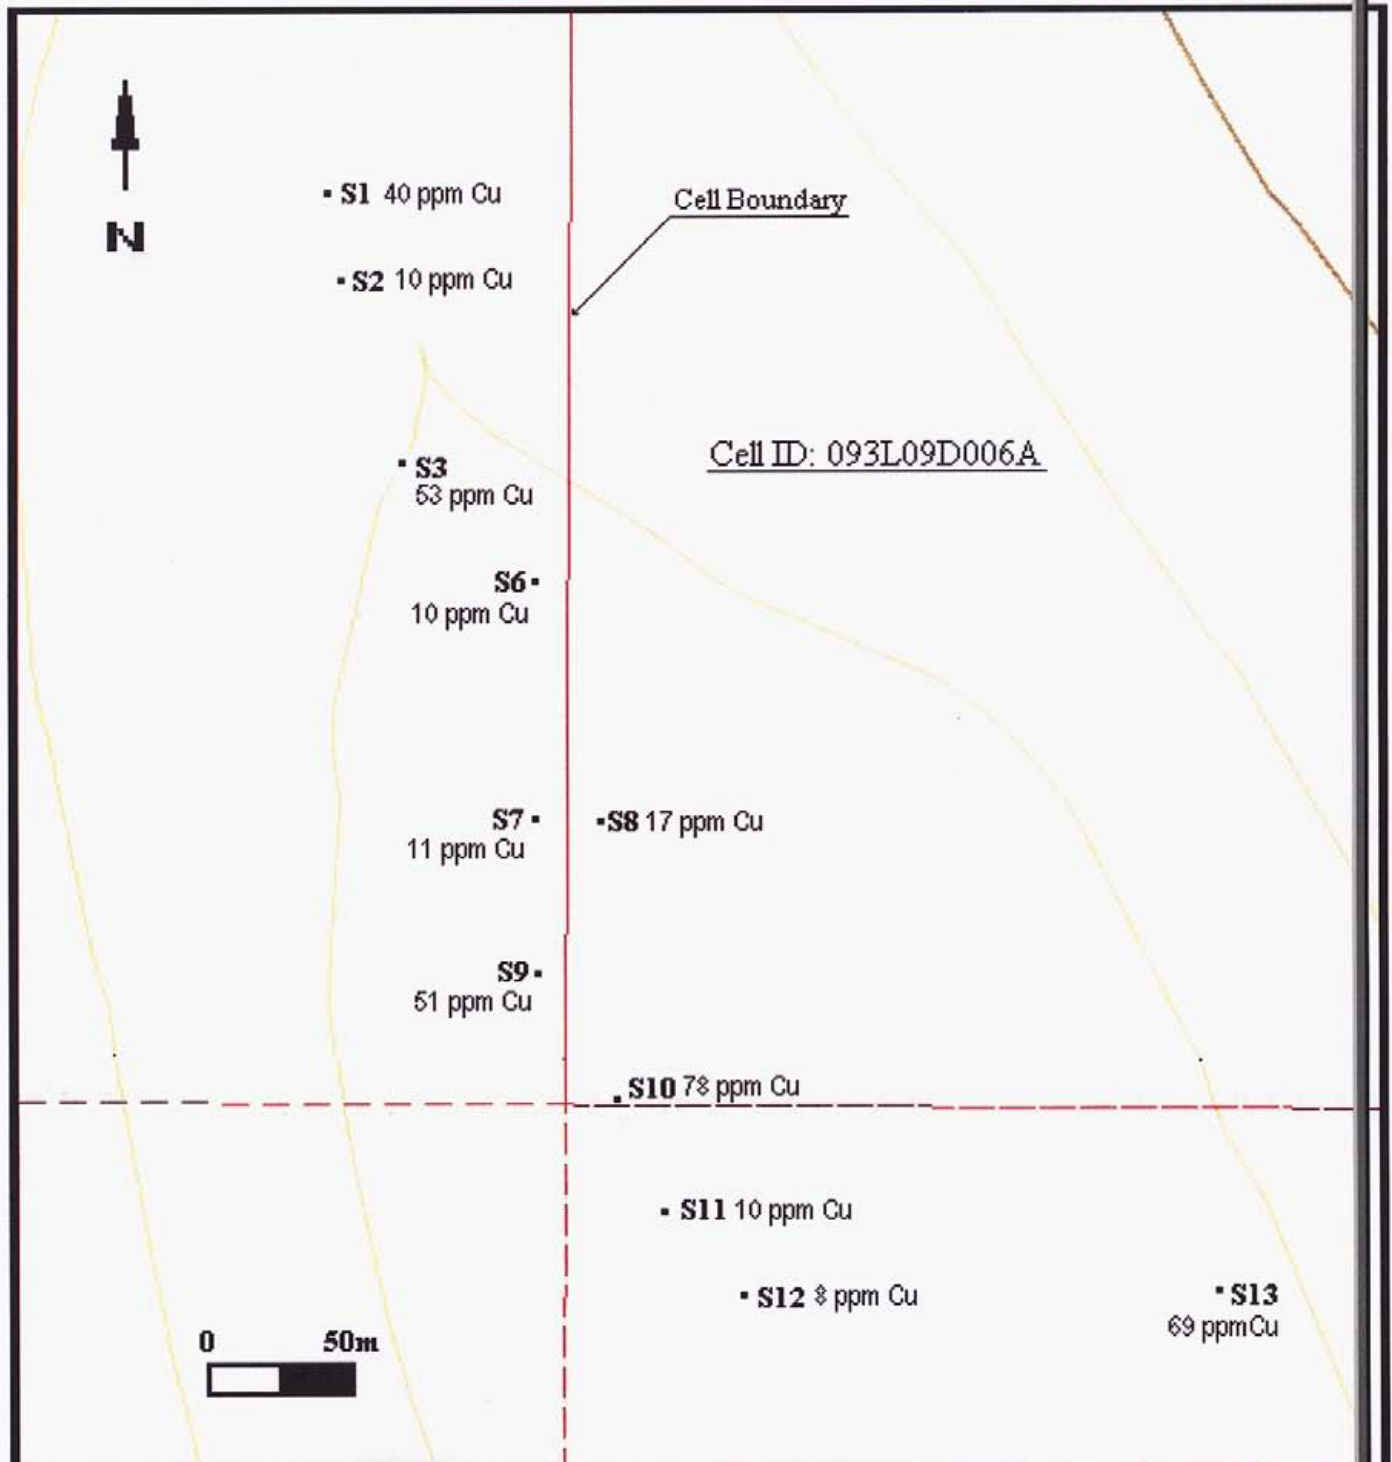 N
S1 40 ppm Cu
Cell Boundary
S2 10 ppm Cu
Cell ID: 093L09D006A
S3
53 ppm Cu
S6
10 ppm Cu
S7
11 ppm Cu
S8 17 ppm Cu
S9
51 ppm Cu
S10 78 ppm Cu
S11 10 ppm Cu
S12 8 ppm Cu
S13
69 ppmCu
0 50m